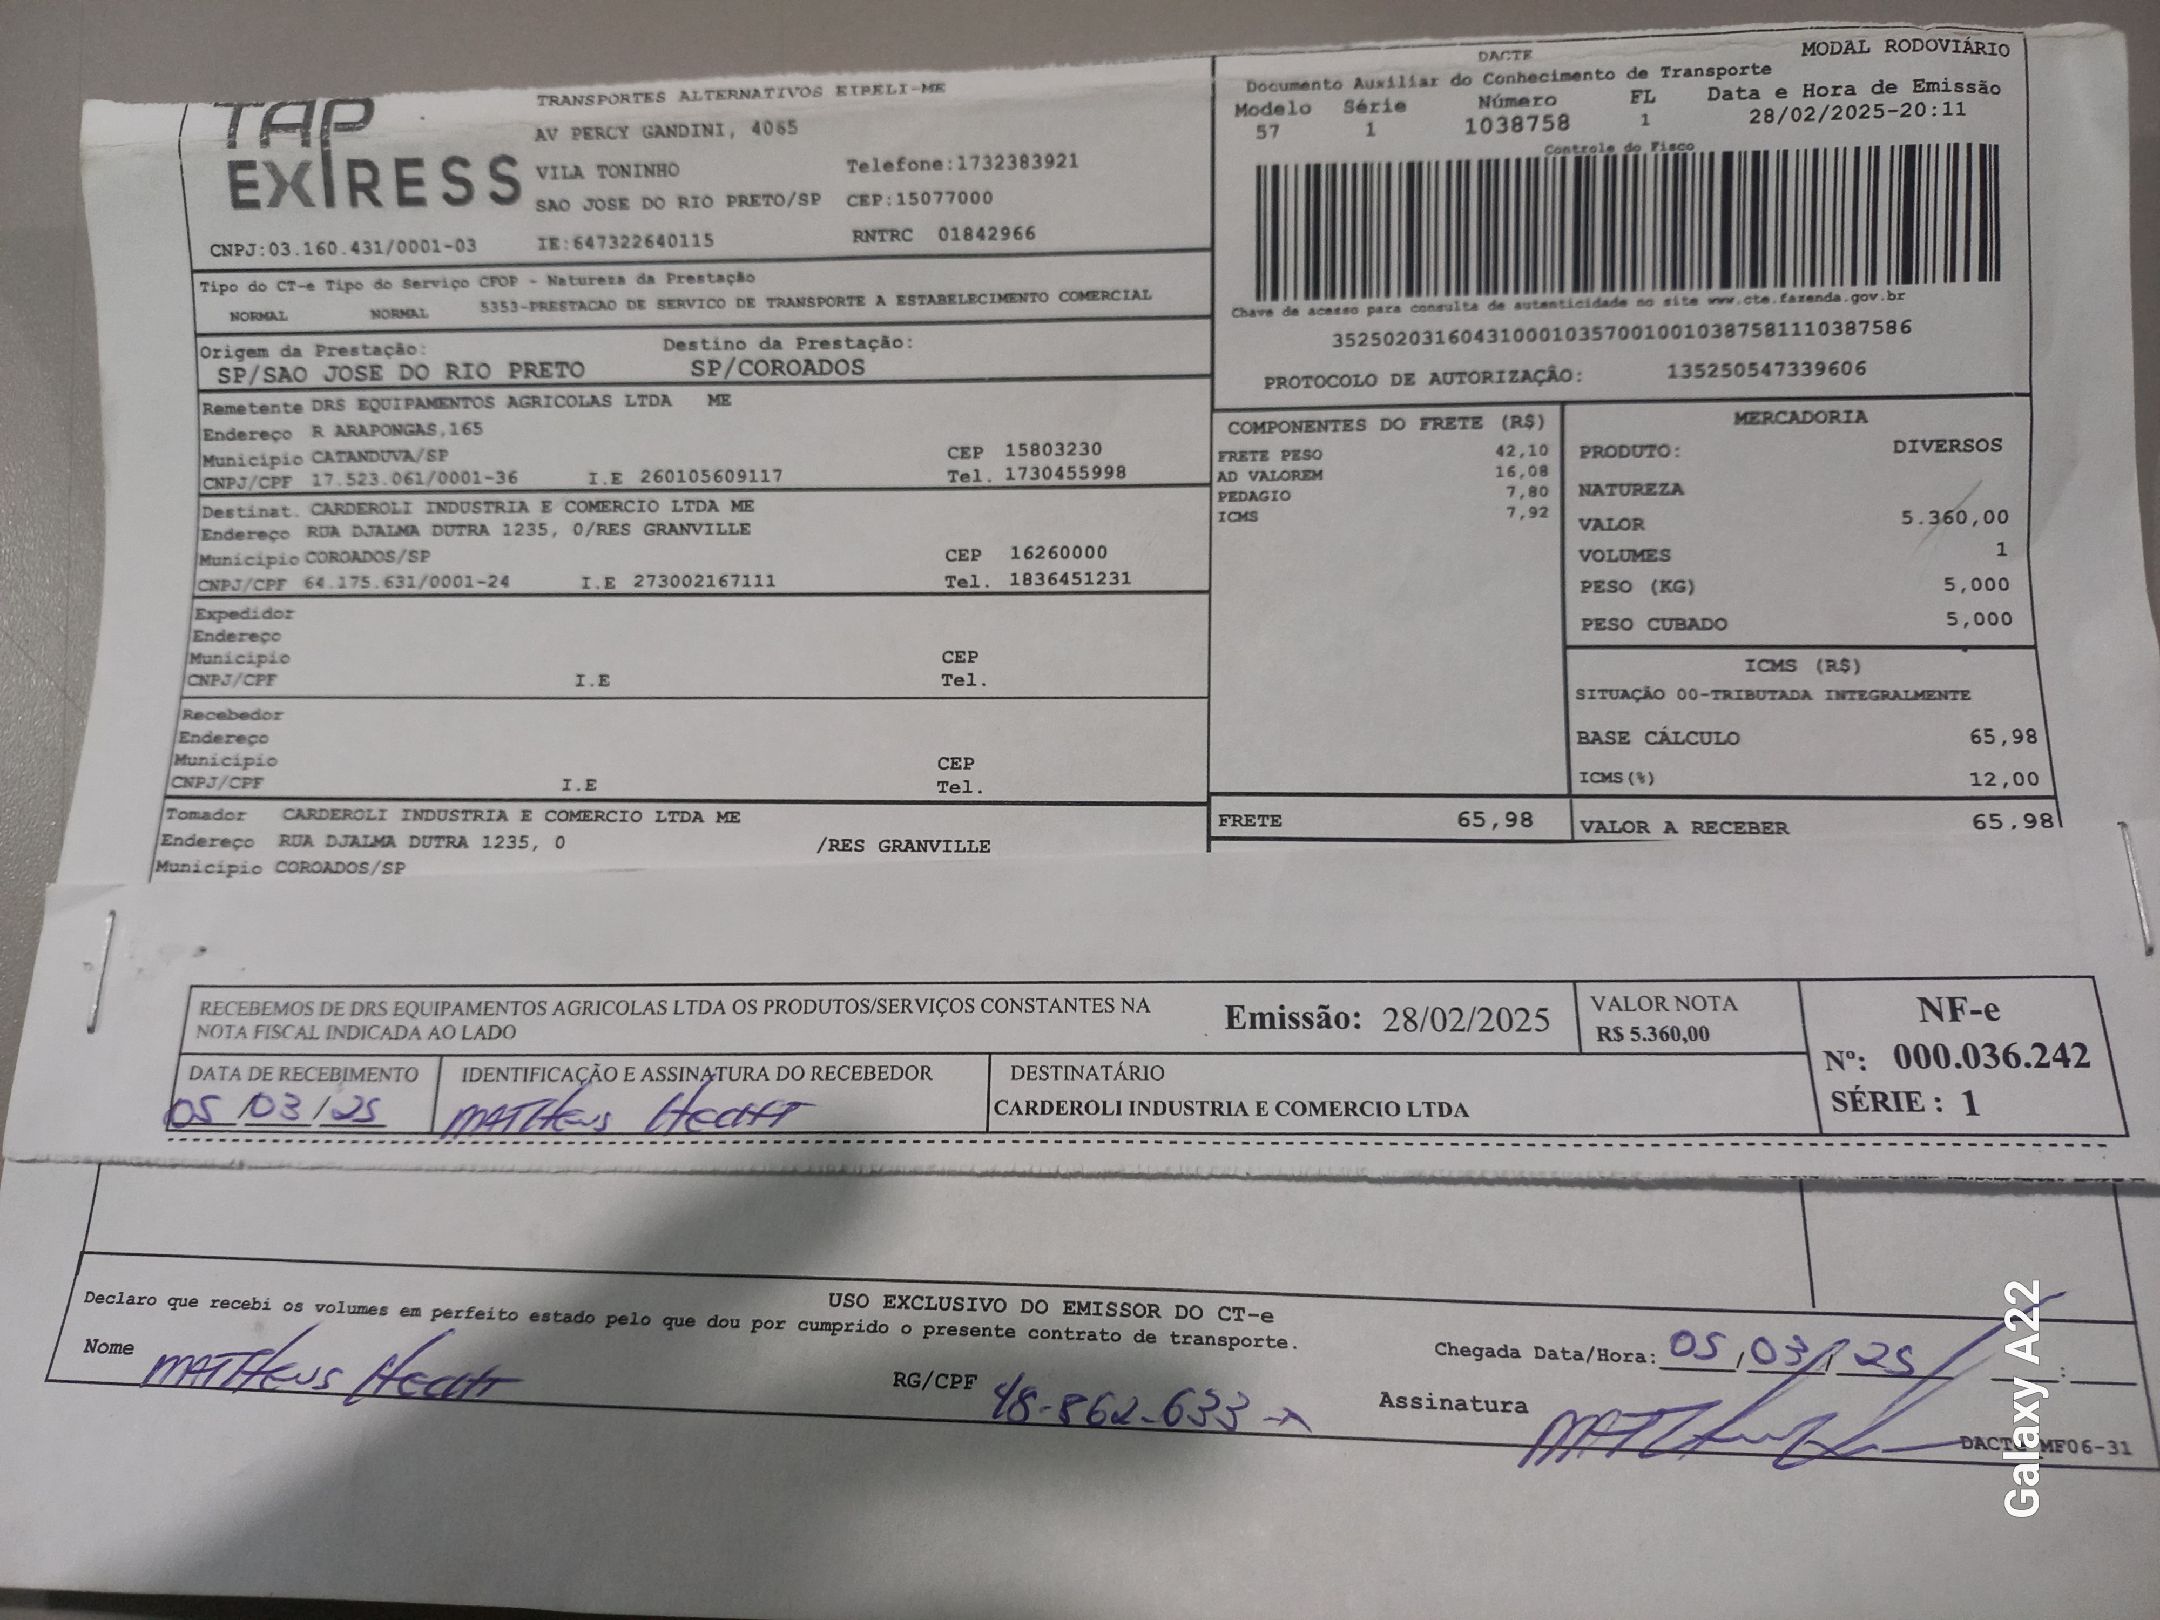 TAP
EXPRESS
TRANSPORTES ALTERNATIVOS EIRELI-ME
AV PERCY GANDINI, 4065
VILA TONINHO Telefone:1732383921
SAO JOSE DO RIO PRETO/SP CEP:15077000
CNPJ:03.160.431/0001-03 IE:647322640115 RNTRC 01842966
DACTE MODAL RODOVIÁRIO
Documento Auxiliar do Conhecimento de Transporte
Modelo Série Número FL Data e Hora de Emissão
57 1 1038758 1 28/02/2025-20:11
Controle do Fisco
Chave de acesso para consulta de autenticidade no site www.cte.fazenda.gov.br
35250203160431000103570010010387581110387586
PROTOCOLO DE AUTORIZAÇÂO: 135250547339606
Tipo do CT-e Tipo do Serviço CFOP - Natureza da Prestação
NORMAL NORMAL 5353-PRESTACAO DE SERVICO DE TRANSPORTE A ESTABELECIMENTO COMERCIAL
Origem da Prestação: Destino da Prestação:
SP/SAO JOSE DO RIO PRETO SP/COROADOS
Remetente DRS EQUIPAMENTOS AGRICOLAS LTDA ME
Endereço R ARAPONGAS,165
Município CATANDUVA/SP CEP 15803230
CNPJ/CPF 17.523.061/0001-36 I.E 260105609117 Tel. 1730455998
Destinat. CARDEROLI INDUSTRIA E COMERCIO LTDA ME
Endereço RUA DJALMA DUTRA 1235, 0/RES GRANVILLE
Município COROADOS/SP CEP 16260000
CNPJ/CPF 64.175.631/0001-24 I.E 273002167111 Tel. 1836451231
Expedidor
Endereço
Município CEP
CNPJ/CPF I.E Tel.
Recebedor
Endereço
Município CEP
CNPJ/CPF I.E Tel.
Tomador CARDEROLI INDUSTRIA E COMERCIO LTDA ME
Endereço RUA DJALMA DUTRA 1235, 0 /RES GRANVILLE
Município COROADOS/SP
COMPONENTES DO FRETE (R$)
FRETE PESO 42,10
AD VALOREM 16,08
PEDAGIO 7,80
ICMS 7,92
FRETE 65,98
MERCADORIA
PRODUTO: DIVERSOS
NATUREZA
VALOR 5.360,00
VOLUMES 1
PESO (KG) 5,000
PESO CUBADO 5,000
ICMS (R$)
SITUAÇÃO 00-TRIBUTADA INTEGRALMENTE
BASE CÁLCULO 65,98
ICMS(%) 12,00
VALOR A RECEBER 65,98
RECEBEMOS DE DRS EQUIPAMENTOS AGRICOLAS LTDA OS PRODUTOS/SERVIÇOS CONSTANTES NA
NOTA FISCAL INDICADA AO LADO
Emissão: 28/02/2025
VALOR NOTA
R$ 5.360,00
NF-e
Nº: 000.036.242
SÉRIE : 1
DATA DE RECEBIMENTO
05/03/25
IDENTIFICAÇÃO E ASSINATURA DO RECEBEDOR
MATHeus Hecht
DESTINATÁRIO
CARDEROLI INDUSTRIA E COMERCIO LTDA
USO EXCLUSIVO DO EMISSOR DO CT-e
Declaro que recebi os volumes em perfeito estado pelo que dou por cumprido o presente contrato de transporte.
Nome MATHeus Hecht RG/CPF 48-862-633- Chegada Data/Hora: 05/03/25 :
Assinatura
MF06-31
Galaxy A22